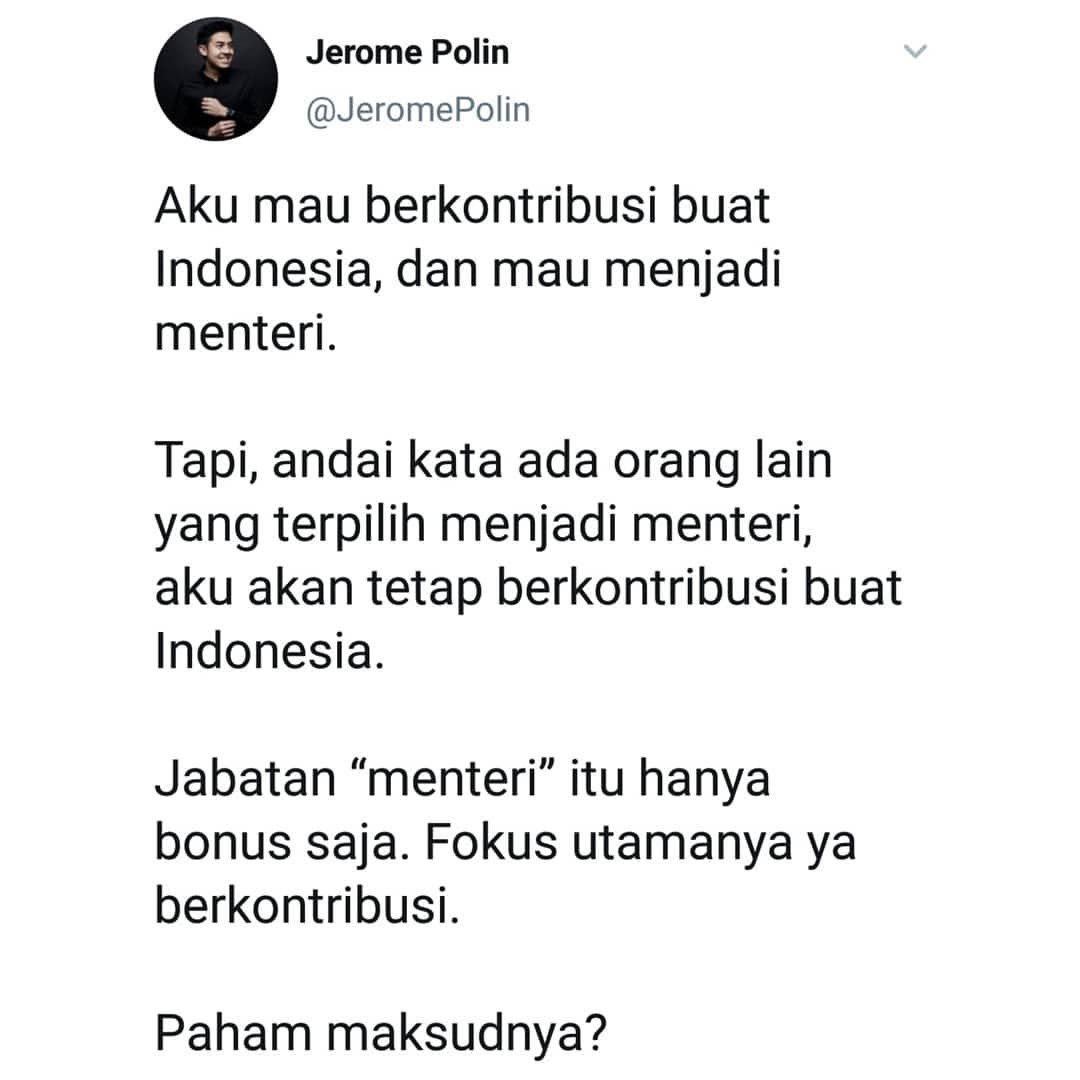 Jerome Polin
@JeromePolin
Aku mau berkontribusi buat
Indonesia, dan mau menjadi
menteri.
Tapi, andai kata ada orang lain
yang terpilih menjadi menteri,
aku akan tetap berkontribusi buat
Indonesia.
Jabatan “menteri” itu hanya
bonus saja. Fokus utamanya ya
berkontribusi.
Paham maksudnya?